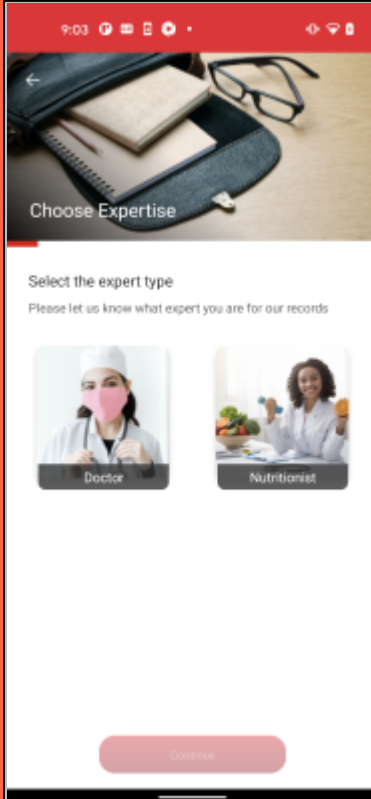 9:03
Choose Expertise
Select the expert type
Please let us know what expert you are for our records
Doctor
Nutritionist
Continue